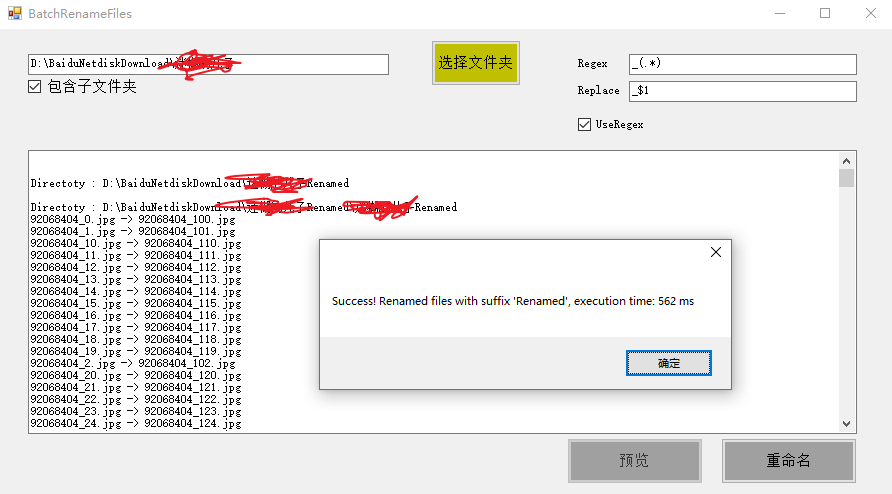 BatchRenameFiles
D:\BaiduNetdiskDownload\
选择文件夹
包含子文件夹
Regex
_(.*)
Replace
_$1
UseRegex
Directoty : D:\BaiduNetdiskDownload\ Renamed
Directoty : D:\BaiduNetdiskDownload\ Renamed Renamed
92068404_0.jpg -> 92068404_100.jpg
92068404_1.jpg -> 92068404_101.jpg
92068404_10.jpg -> 92068404_110.jpg
92068404_11.jpg -> 92068404_111.jpg
92068404_12.jpg -> 92068404_112.jpg
92068404_13.jpg -> 92068404_113.jpg
92068404_14.jpg -> 92068404_114.jpg
92068404_15.jpg -> 92068404_115.jpg
92068404_16.jpg -> 92068404_116.jpg
92068404_17.jpg -> 92068404_117.jpg
92068404_18.jpg -> 92068404_118.jpg
92068404_19.jpg -> 92068404_119.jpg
92068404_2.jpg -> 92068404_102.jpg
92068404_20.jpg -> 92068404_120.jpg
92068404_21.jpg -> 92068404_121.jpg
92068404_22.jpg -> 92068404_122.jpg
92068404_23.jpg -> 92068404_123.jpg
92068404_24.jpg -> 92068404_124.jpg
Success! Renamed files with suffix 'Renamed', execution time: 562 ms
确定
预览
重命名